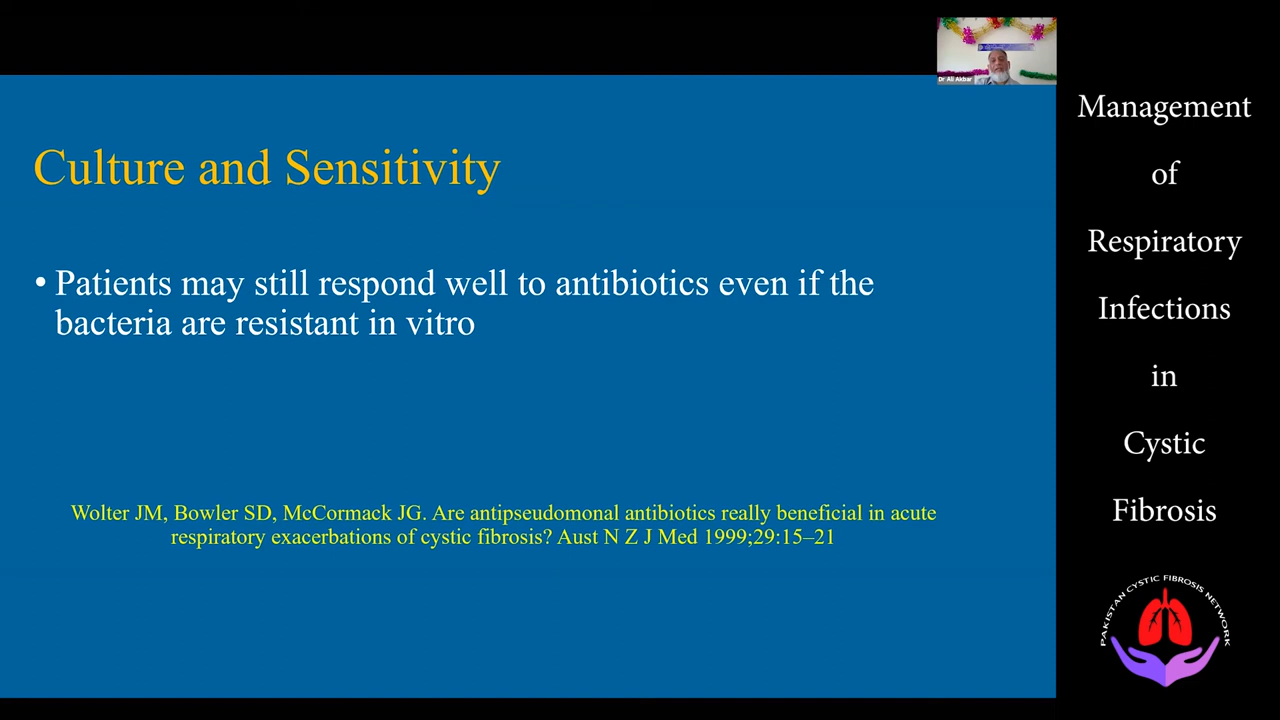 Dr Ali Akbar
Culture and Sensitivity
• Patients may still respond well to antibiotics even if the
bacteria are resistant in vitro
Wolter JM, Bowler SD, McCormack JG. Are antipseudomonal antibiotics really beneficial in acute
respiratory exacerbations of cystic fibrosis? Aust N Z J Med 1999;29:15–21
Management
of
Respiratory
Infections
in
Cystic
Fibrosis
PAKISTAN CYSTIC FIBROSIS NETWORK